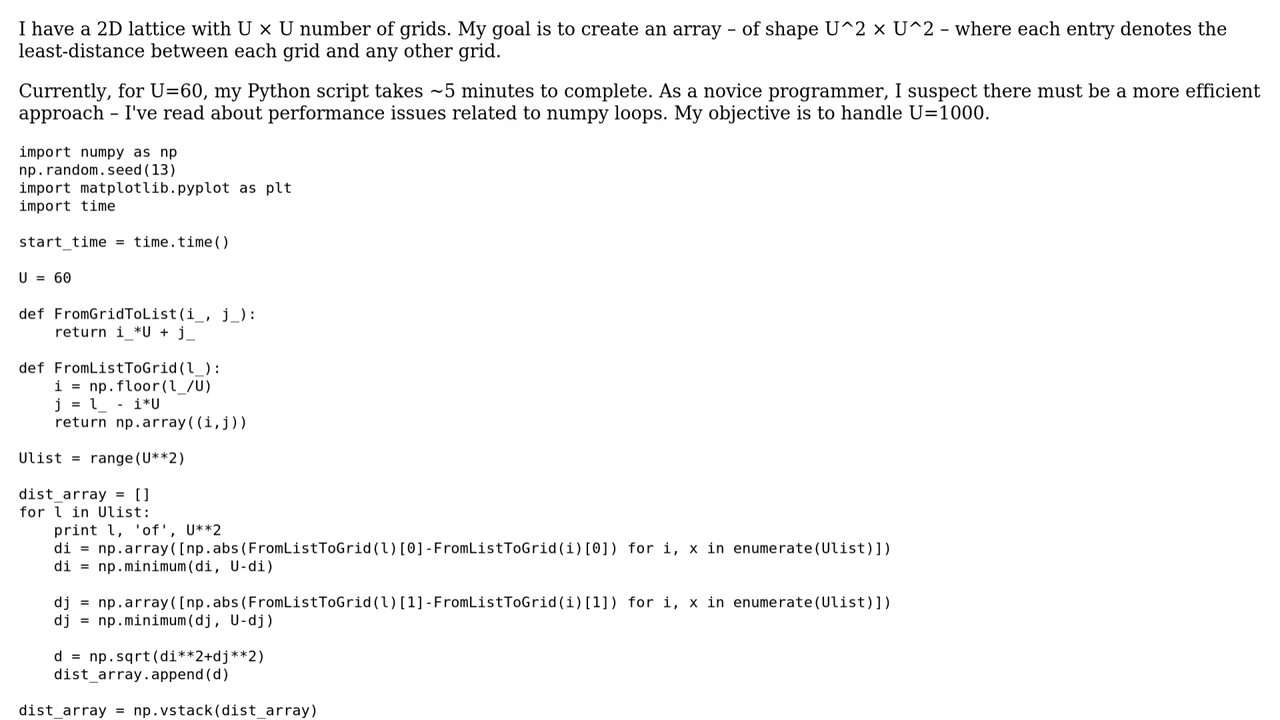 I have a 2D lattice with U × U number of grids. My goal is to create an array – of shape U^2 × U^2 – where each entry denotes the
least-distance between each grid and any other grid.
Currently, for U=60, my Python script takes ~5 minutes to complete. As a novice programmer, I suspect there must be a more efficient
approach – I've read about performance issues related to numpy loops. My objective is to handle U=1000.
import numpy as np
np.random.seed(13)
import matplotlib.pyplot as plt
import time
start_time = time.time()
U = 60
def FromGridToList(i_, j_):
    return i_*U + j_
def FromListToGrid(l_):
    i = np.floor(l_/U)
    j = l_ - i*U
    return np.array((i,j))
Ulist = range(U**2)
dist_array = []
for l in Ulist:
    print l, 'of', U**2
    di = np.array([np.abs(FromListToGrid(l)[0]-FromListToGrid(i)[0]) for i, x in enumerate(Ulist)])
    di = np.minimum(di, U-di)
    dj = np.array([np.abs(FromListToGrid(l)[1]-FromListToGrid(i)[1]) for i, x in enumerate(Ulist)])
    dj = np.minimum(dj, U-dj)
    d = np.sqrt(di**2+dj**2)
    dist_array.append(d)
dist_array = np.vstack(dist_array)